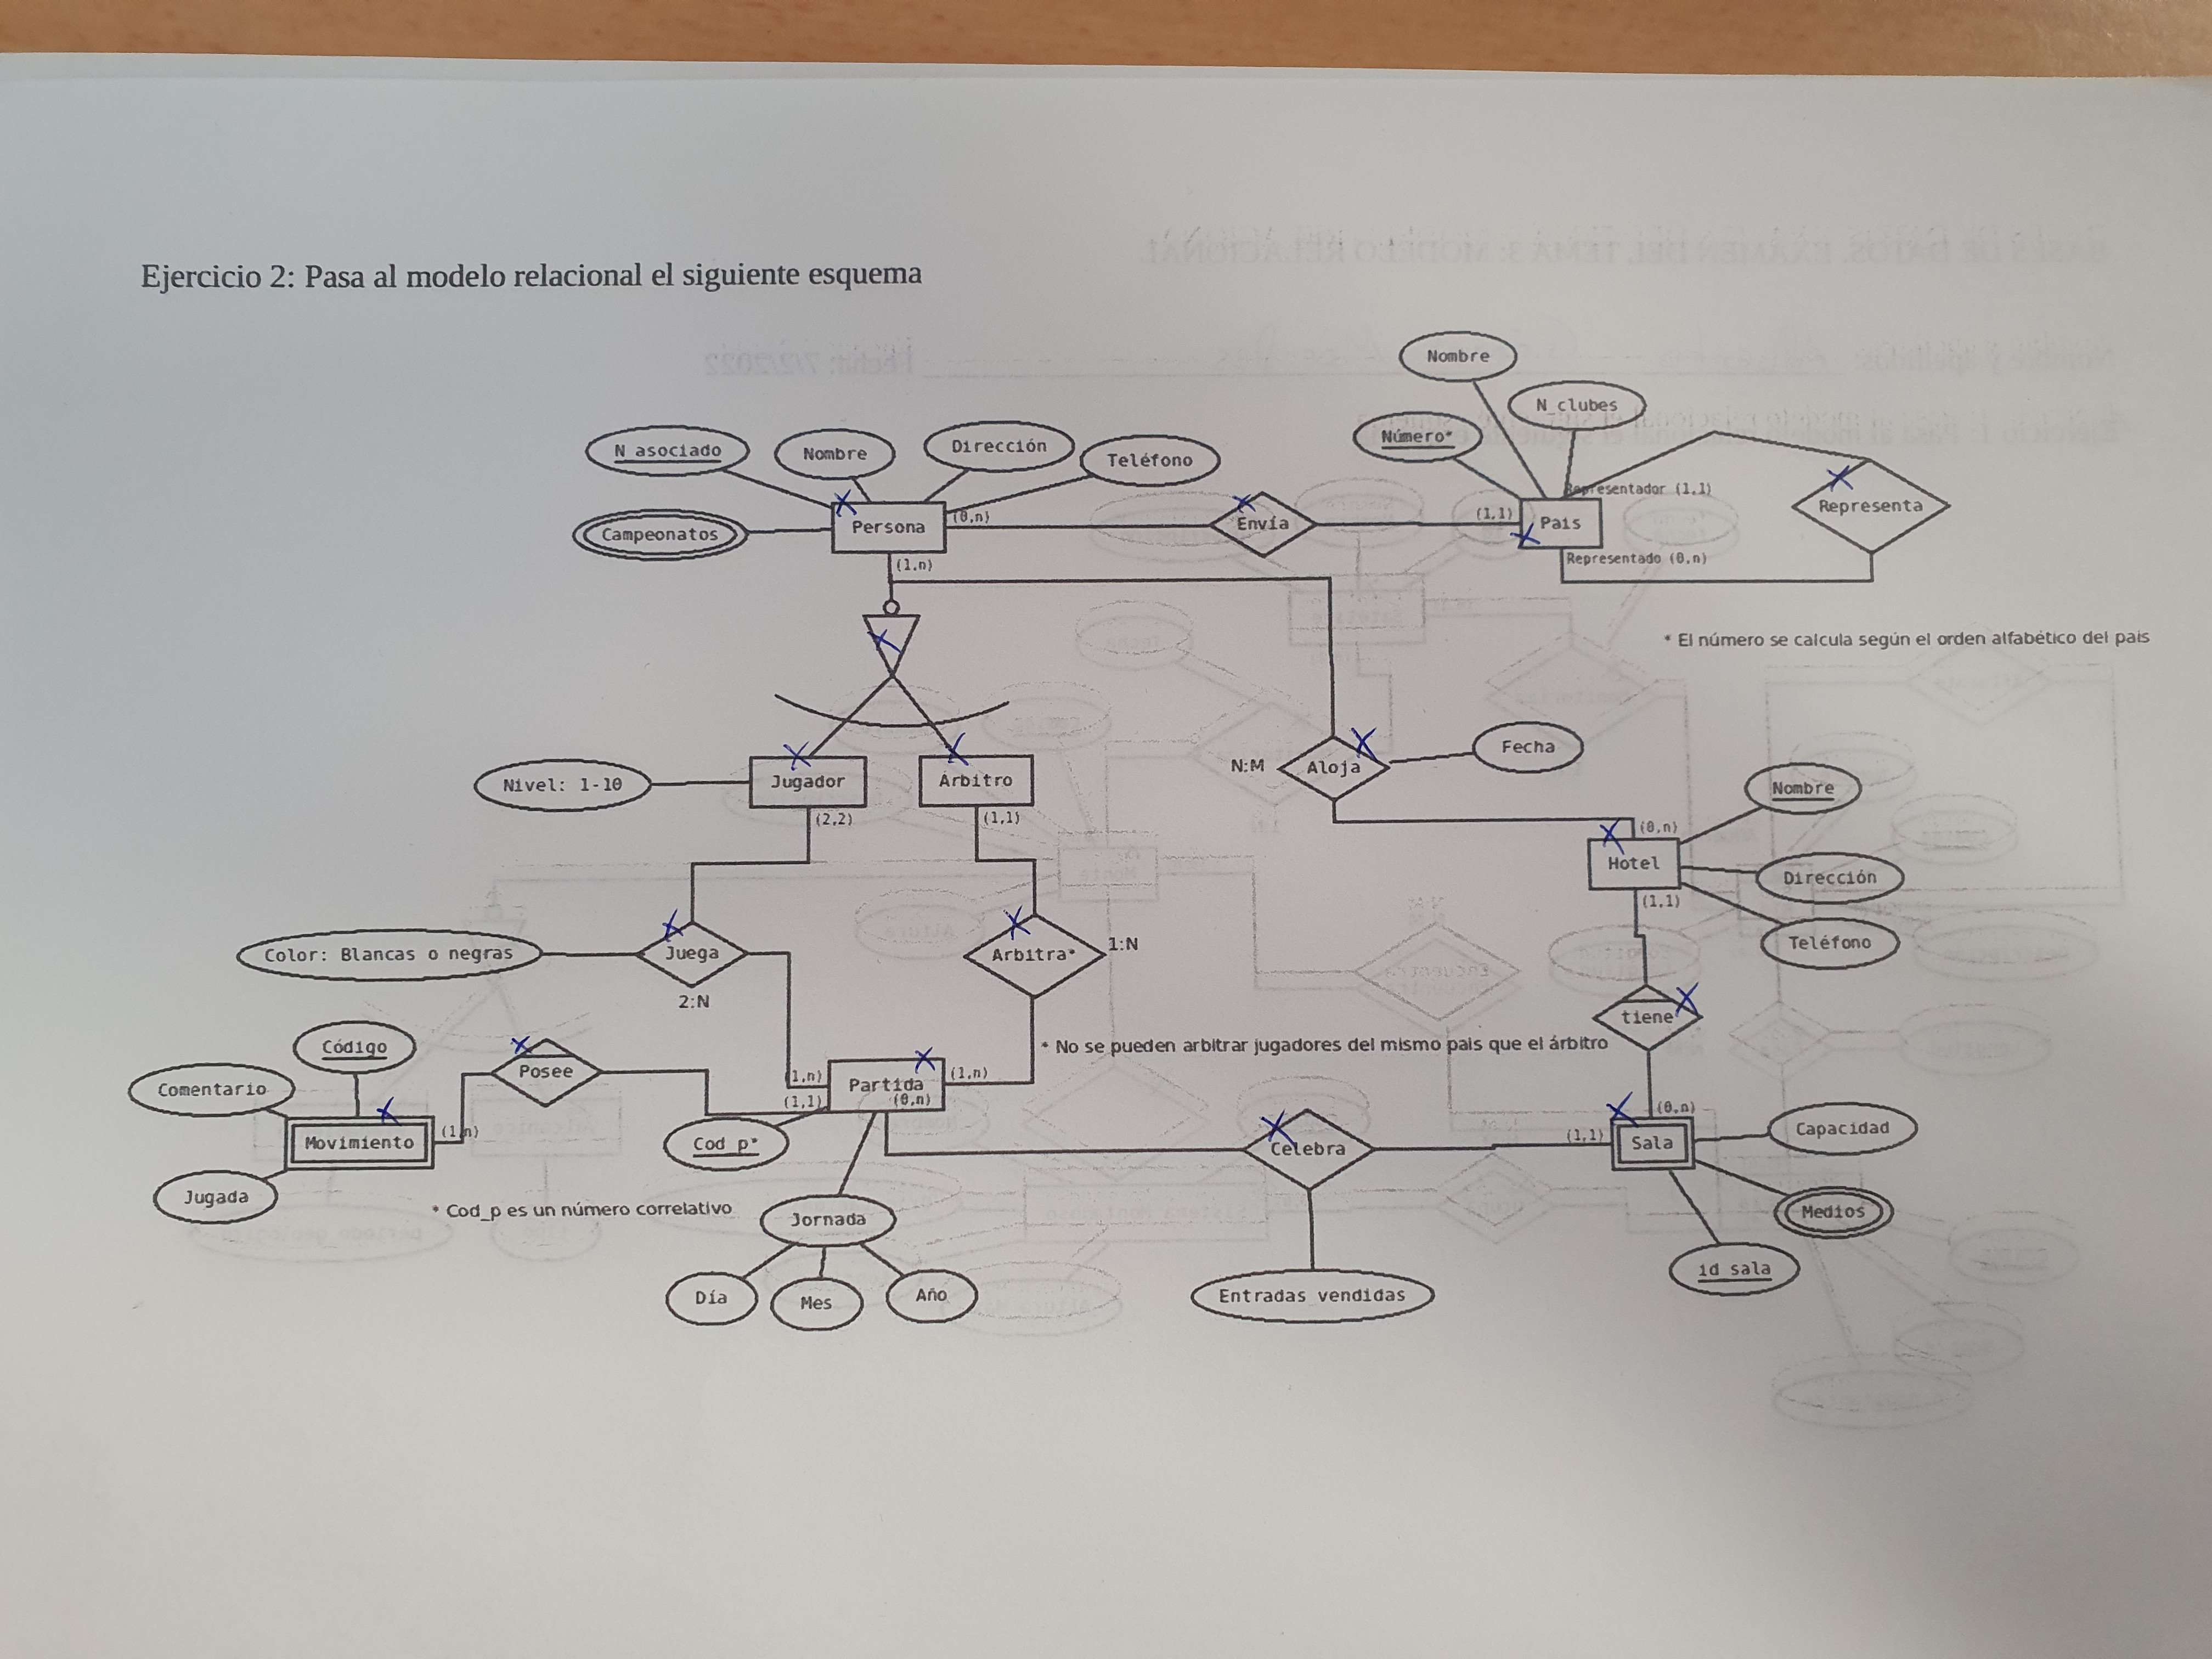 Ejercicio 2: Pasa al modelo relacional el siguiente esquema
Nombre
N_clubes
Número*
N_asociado
Nombre
Dirección
Teléfono
Campeonatos
Persona
(0,n)
Envía
(1,1)
País
Representador (1,1)
Representa
Representado (0,n)
(1,n)
* El número se calcula según el orden alfabético del país
Nivel: 1-10
Jugador
Árbitro
N:M
Aloja
Fecha
(2,2)
(1,1)
Nombre
(0,n)
Hotel
Dirección
(1,1)
Teléfono
Color: Blancas o negras
Juega
2:N
Arbitra*
1:N
tiene
* No se pueden arbitrar jugadores del mismo país que el árbitro
Código
Comentario
Posee
(1,n)
Partida
(1,n)
(1,1)
(0,n)
Movimiento
(1,n)
Cod_p*
Celebra
(1,1)
(0,n)
Sala
Capacidad
Jugada
* Cod_p es un número correlativo
Jornada
Medios
id_sala
Día
Mes
Año
Entradas vendidas